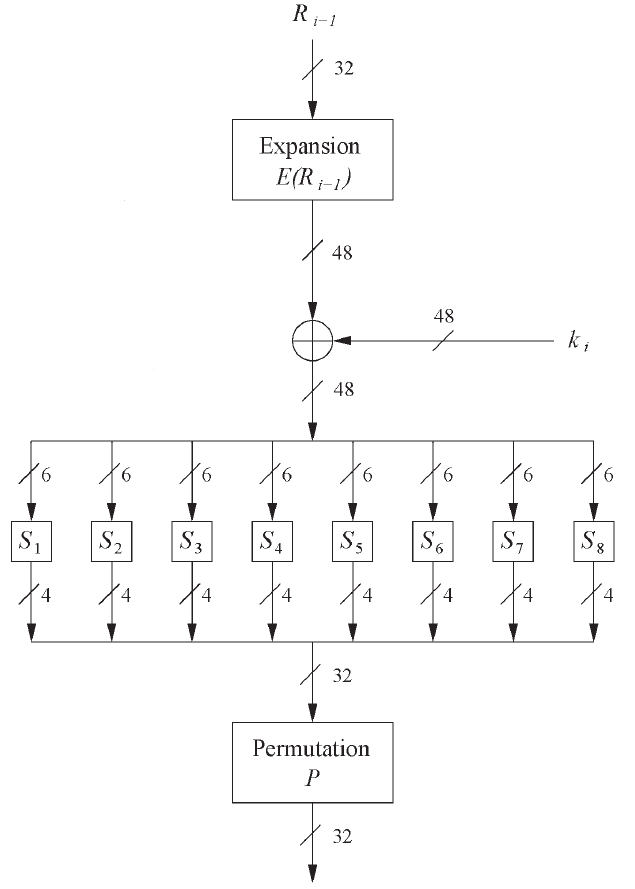 R i−1
32
Expansion
E(R i−1)
48
48
k i
48
6 6 6 6 6 6 6 6
S1 S2 S3 S4 S5 S6 S7 S8
4 4 4 4 4 4 4 4
32
Permutation
P
32